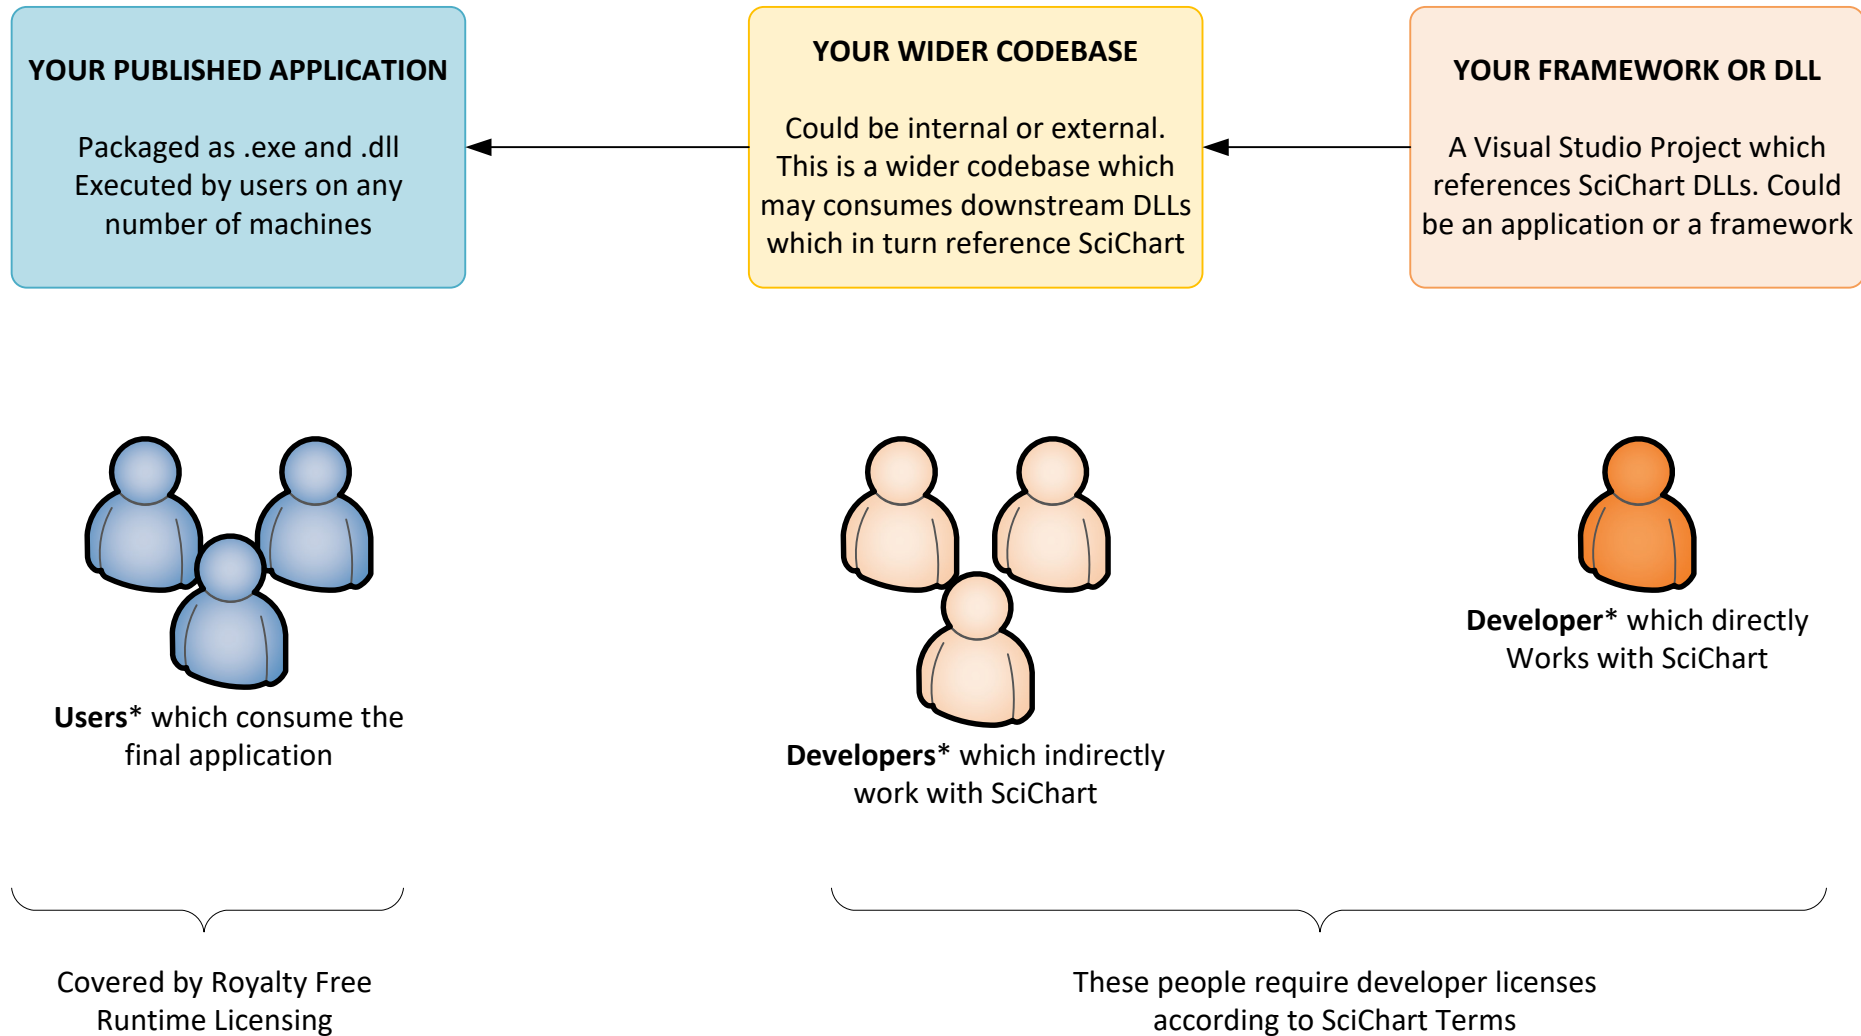 YOUR PUBLISHED APPLICATION
Packaged as .exe and .dll
Executed by users on any
number of machines
YOUR WIDER CODEBASE
Could be internal or external.
This is a wider codebase which
may consumes downstream DLLs
which in turn reference SciChart
YOUR FRAMEWORK OR DLL
A Visual Studio Project which
references SciChart DLLs. Could
be an application or a framework
Users* which consume the
final application
Developers* which indirectly
work with SciChart
Developer* which directly
Works with SciChart
Covered by Royalty Free
Runtime Licensing
These people require developer licenses
according to SciChart Terms